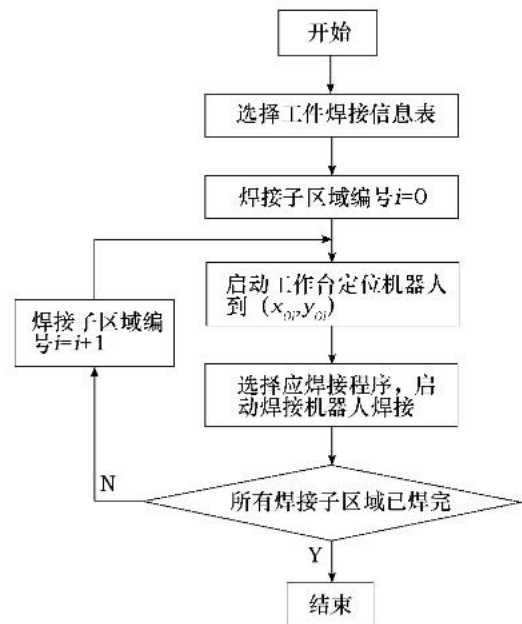 开始
选择工件焊接信息表
焊接子区域编号i=0
启动工作台定位机器人
到（x0i,y0i）
焊接子区域编
号i=i+1
选择应焊接程序，启
动焊接机器人焊接
N
所有焊接子区域已焊完
Y
结束